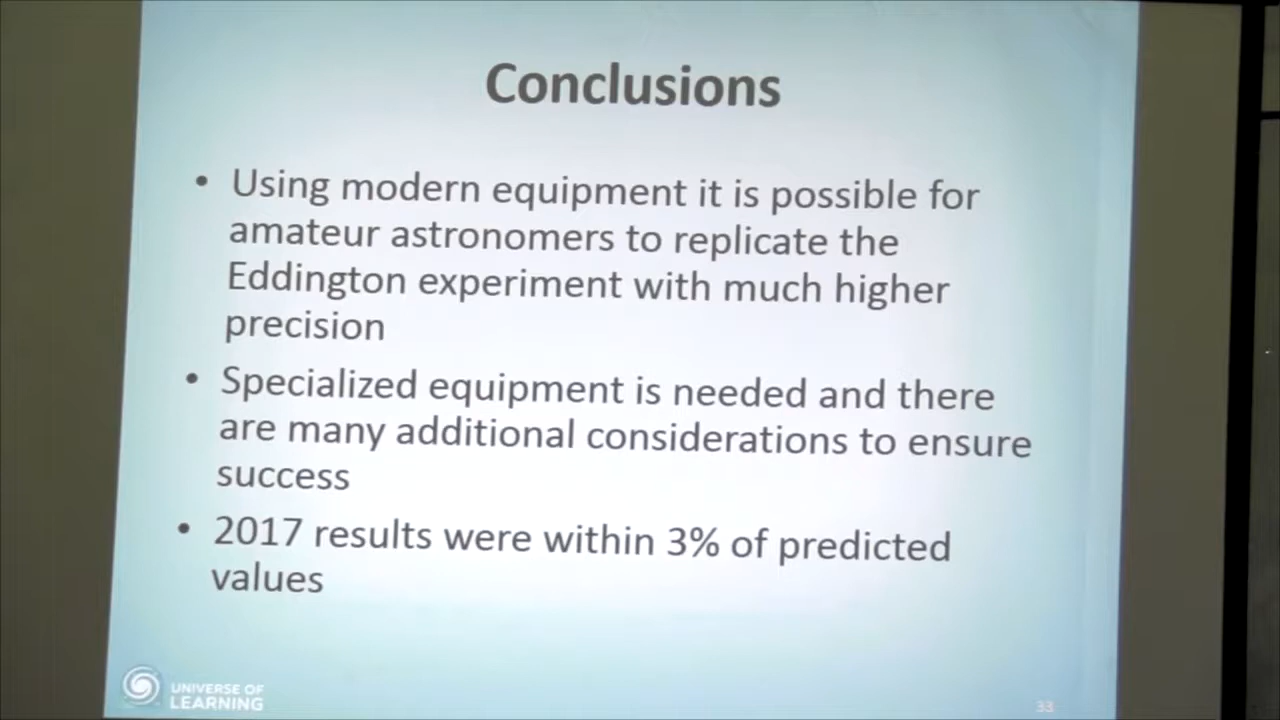 Conclusions
• Using modern equipment it is possible for
amateur astronomers to replicate the
Eddington experiment with much higher
precision
• Specialized equipment is needed and there
are many additional considerations to ensure
success
• 2017 results were within 3% of predicted
values
UNIVERSE OF
LEARNING
33